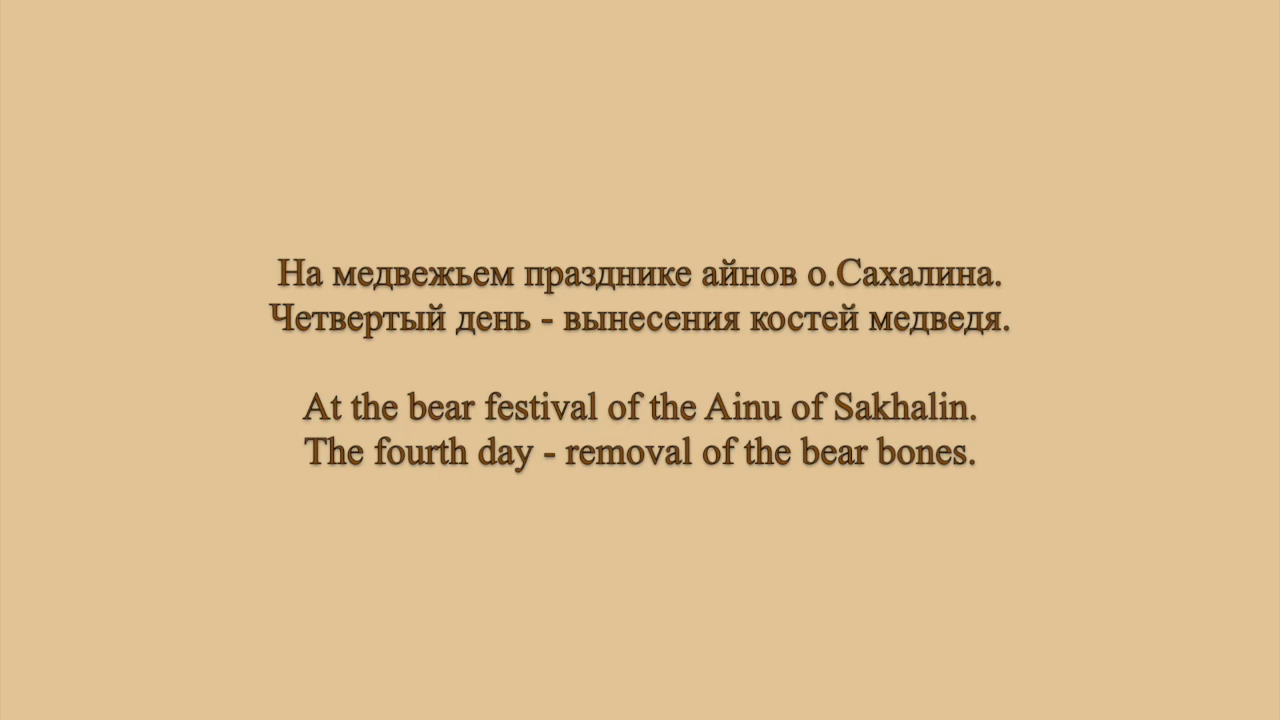 На медвежьем празднике айнов о.Сахалина.
Четвертый день - вынесения костей медведя.
At the bear festival of the Ainu of Sakhalin.
The fourth day - removal of the bear bones.